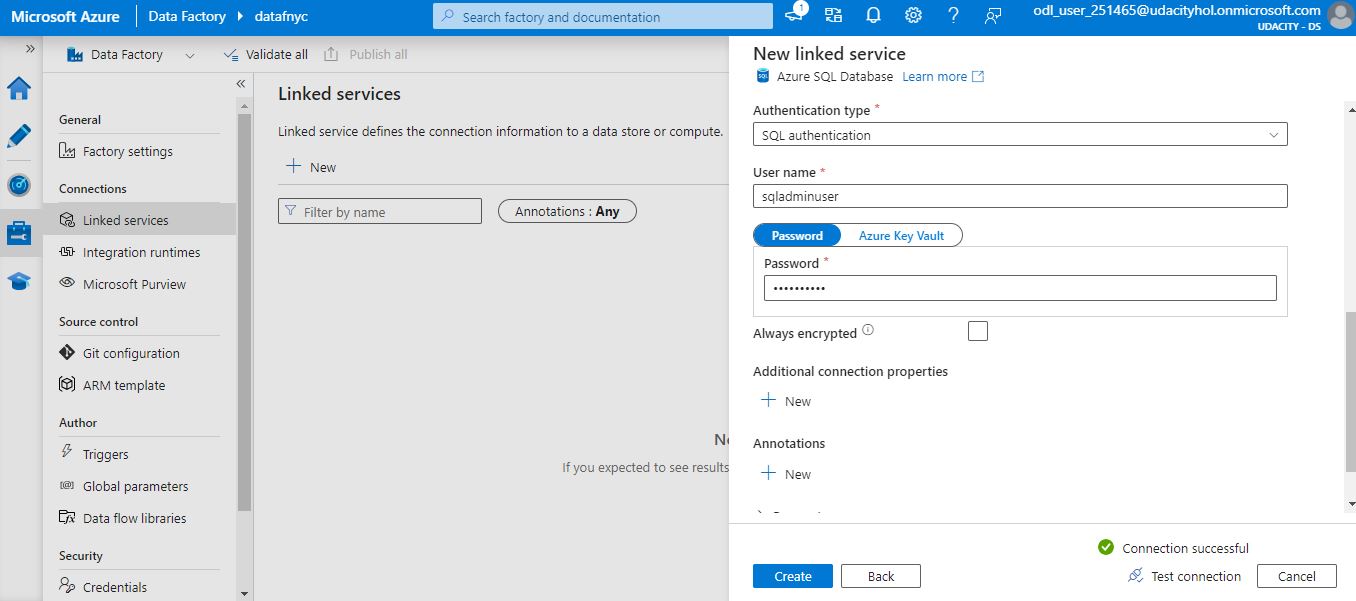 Microsoft Azure
Data Factory
datafnyc
Search factory and documentation
1
odl_user_251465@udacityhol.onmicrosoft.com
UDACITY - DS
Data Factory
Validate all
Publish all
General
Factory settings
Connections
Linked services
Integration runtimes
Microsoft Purview
Source control
Git configuration
ARM template
Author
Triggers
Global parameters
Data flow libraries
Security
Credentials
Linked services
Linked service defines the connection information to a data store or compute.
New
Filter by name
Annotations : Any
If you expected to see results
New linked service
SQL
Azure SQL Database
Learn more
Authentication type *
SQL authentication
User name *
sqladminuser
Password
Azure Key Vault
Password *
••••••••••
Always encrypted
Additional connection properties
+ New
Annotations
+ New
Connection successful
Create
Back
Test connection
Cancel